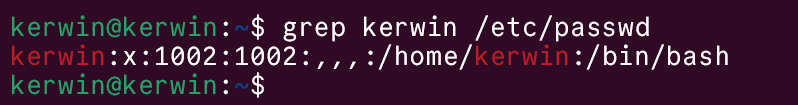 kerwin@kerwin:~$ grep kerwin /etc/passwd
kerwin:x:1002:1002:,,,:/home/kerwin:/bin/bash
kerwin@kerwin:~$